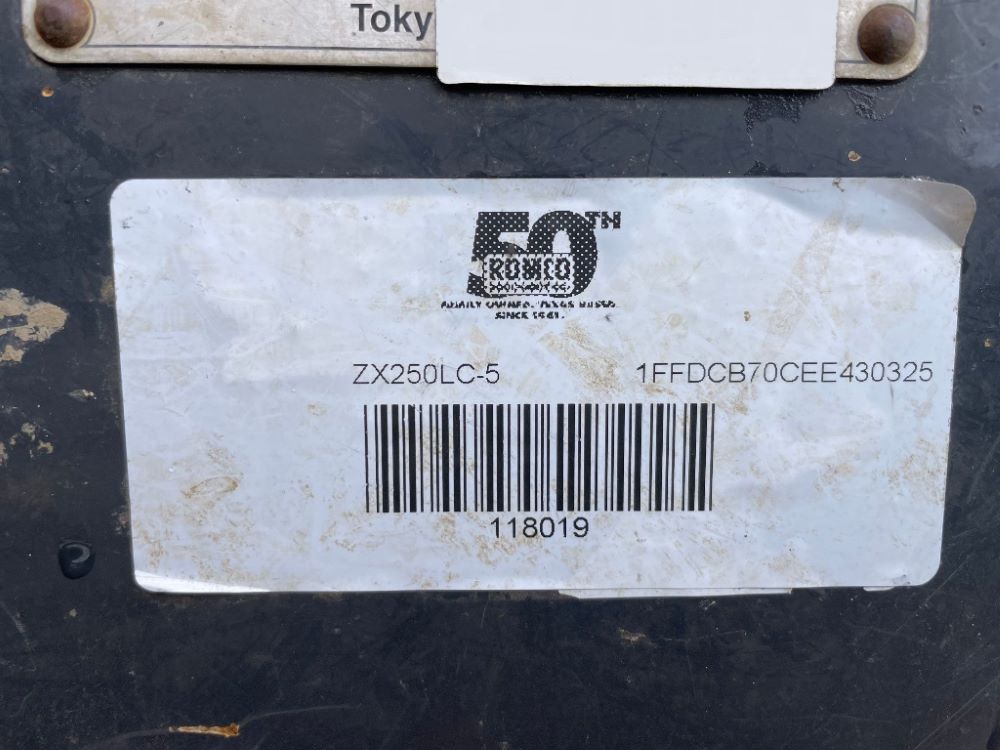 Toky
50TH
ROMCO
SINCE 1961.
ZX250LC-5 1FFDCB70CEE430325
118019